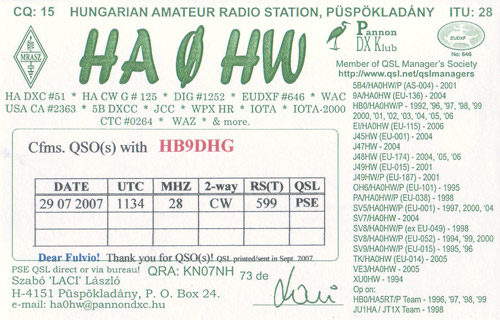 CQ: 15 HUNGARIAN AMATEUR RADIO STATION, PÜSPÖKLADÁNY ITU: 28
MRASZ
HA Ø HW
Pannon
DX Klub
EUDXF
No: 646
Member of QSL Manager's Society
http://www.qsl.net/qslmanagers
HA DXC #51 * HA CW G # 125 * DIG #1252 * EUDXF #646 * WAC
USA CA #2363 * 5B DXCC * JCC * WPX HR * IOTA * IOTA-2000
CTC #0264 * WAZ * & more.
5B4/HA0HW/P (AS-004) - 2001
9A/HA0HW (EU-136) - 2004
HB0/HA0HW/P - 1992, '96, '97, '98, '99
2000, '01, '02, '03, '04, '05, '06
EI/HA0HW (EU-115) - 2006
J45HW (EU-001) - 2004
J47HW - 2004
J48HW (EU-174) - 2004, '05, '06
J49HW (EU-015) - 2001
J49HW/P (EU-187) - 2001
OH6/HA0HW/P (EU-101) - 1995
PA/HA0HW/P (EU-038) - 1998
SV5/HA0HW/P (EU-001) - 1997, 2000, '04
SV7/HA0HW - 2004
SV8/HA0HW/P (ex EU-049) - 1998
SV8/HA0HW (EU-052) - 1994, '99, 2000
SV9/HA0HW (EU-015) - 1995, '96
TK/HA0HW (EU-014) - 2005
VE3/HA0HW - 2005
XU0HW - 1994
Op on:
HB0/HA5RT/P Team - 1996, '97, '98, '99
JU1HA / JT1X Team - 1998
Cfms. QSO(s) with HB9DHG
DATE UTC MHZ 2-way RS(T) QSL
29 07 2007 1134 28 CW 599 PSE
Dear Fulvio! Thank you for QSO(s)! QSL printed/sent in Sept. 2007.
PSE QSL direct or via bureau! QRA: KN07NH 73 de
Szabó 'LACI' László
H-4151 Püspökladány, P. O. Box 24.
e-mail: ha0hw@pannondxc.hu
Laci